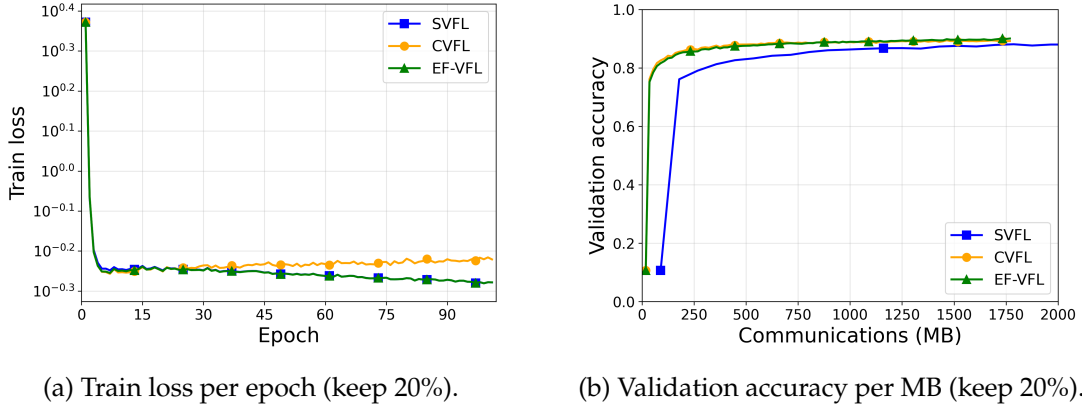 10^0.4
10^0.3
10^0.2
10^0.1
10^0.0
10^−0.1
10^−0.2
10^−0.3
Train loss
0 15 30 45 60 75 90
Epoch
SVFL
CVFL
EF-VFL
(a) Train loss per epoch (keep 20%).
1.0
0.8
0.6
0.4
0.2
0.0
Validation accuracy
0 250 500 750 1000 1250 1500 1750 2000
Communications (MB)
SVFL
CVFL
EF-VFL
(b) Validation accuracy per MB (keep 20%).